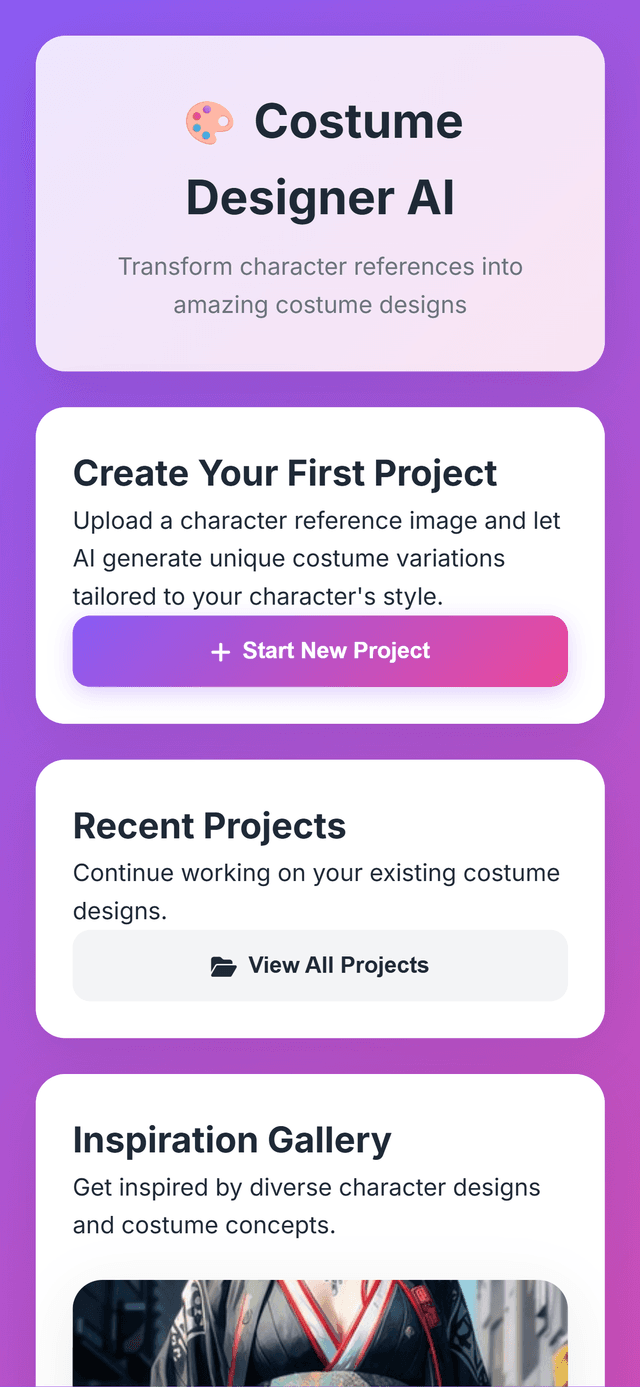 🎨 Costume
Designer AI
Transform character references into
amazing costume designs
Create Your First Project
Upload a character reference image and let
AI generate unique costume variations
tailored to your character's style.
+ Start New Project
Recent Projects
Continue working on your existing costume
designs.
View All Projects
Inspiration Gallery
Get inspired by diverse character designs
and costume concepts.